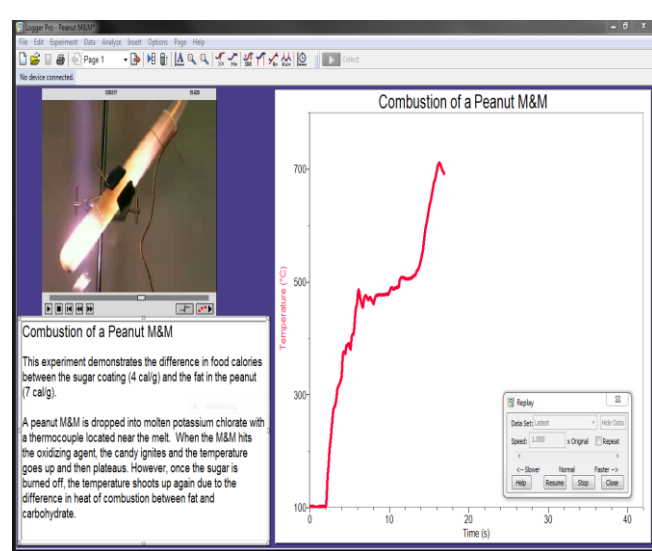 Logger Pro - Peanut M&M*
File Edit Experiment Data Analyze Insert Options Page Help
Page 1
Collect
No device connected.
Combustion of a Peanut M&M
This experiment demonstrates the difference in food calories
between the sugar coating (4 cal/g) and the fat in the peanut
(7 cal/g).
A peanut M&M is dropped into molten potassium chlorate with
a thermocouple located near the melt. When the M&M hits
the oxidizing agent, the candy ignites and the temperature
goes up and then plateaus. However, once the sugar is
burned off, the temperature shoots up again due to the
difference in heat of combustion between fat and
carbohydrate.
Combustion of a Peanut M&M
Temperature (°C)
700
500
300
100
0 10 20 30 40
Time (s)
Replay
Data Set: Latest Hide Data
Speed: 1.000 x Original Repeat
<-- Slower Normal Faster -->
Help Resume Stop Close